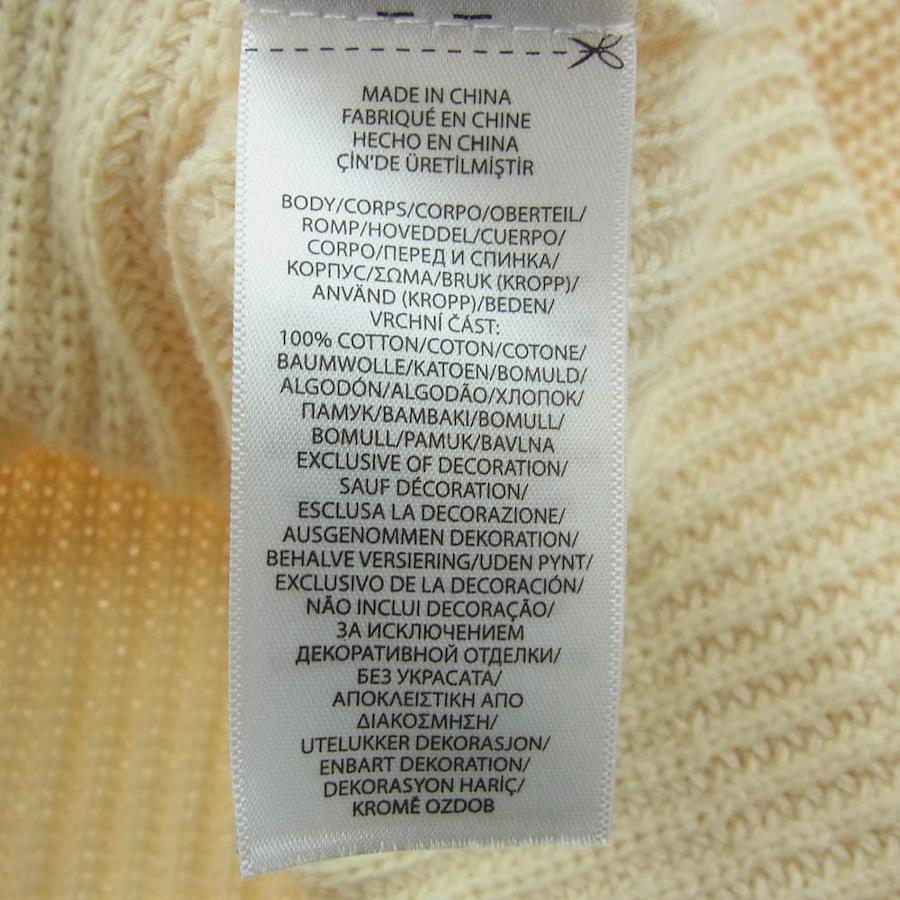 MADE IN CHINA
FABRIQUÉ EN CHINE
HECHO EN CHINA
ÇİN'DE ÜRETİLMİŞTİR
BODY/CORPS/CORPO/OBERTEIL/
ROMP/HOVEDDEL/CUERPO/
CORPO/ПЕРЕД И СПИНКА/
КОРПУС/ΣΩΜΑ/BRUK (KROPP)/
ANVÄND (KROPP)/BEDEN/
VRCHNÍ ČÁST:
100% COTTON/COTON/COTONE/
BAUMWOLLE/KATOEN/BOMULD/
ALGODÓN/ALGODÃO/ХЛОПОК/
ПАМУК/ΒΑΜΒΑΚΙ/BOMULL/
BOMULL/PAMUK/BAVLNA
EXCLUSIVE OF DECORATION/
SAUF DÉCORATION/
ESCLUSA LA DECORAZIONE/
AUSGENOMMEN DEKORATION/
BEHALVE VERSIERING/UDEN PYNT/
EXCLUSIVO DE LA DECORACIÓN/
NÃO INCLUI DECORAÇÃO/
ЗА ИСКЛЮЧЕНИЕМ
ДЕКОРАТИВНОЙ ОТДЕЛКИ/
БЕЗ УКРАСАТА/
ΑΠΟΚΛΕΙΣΤΙΚΗ ΑΠΟ
ΔΙΑΚΟΣΜΗΣΗ/
UTELUKKER DEKORASJON/
ENBART DEKORATION/
DEKORASYON HARİÇ/
KROMĚ OZDOB